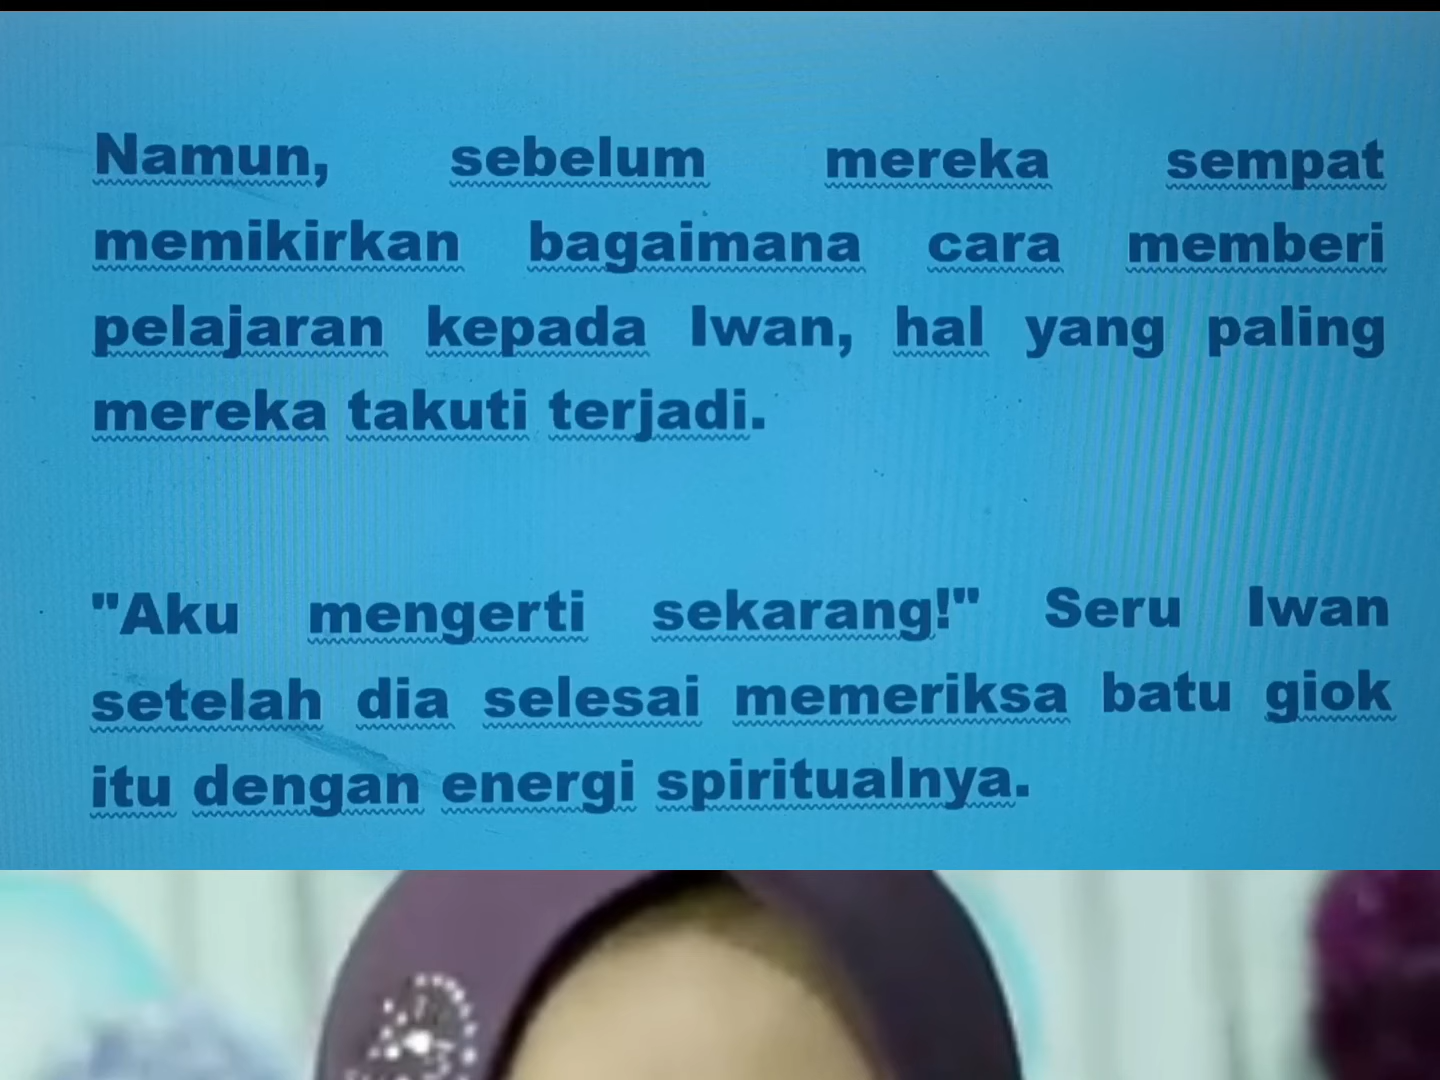 Namun, sebelum mereka sempat
memikirkan bagaimana cara memberi
pelajaran kepada Iwan, hal yang paling
mereka takuti terjadi.
"Aku mengerti sekarang!" Seru Iwan
setelah dia selesai memeriksa batu giok
itu dengan energi spiritualnya.